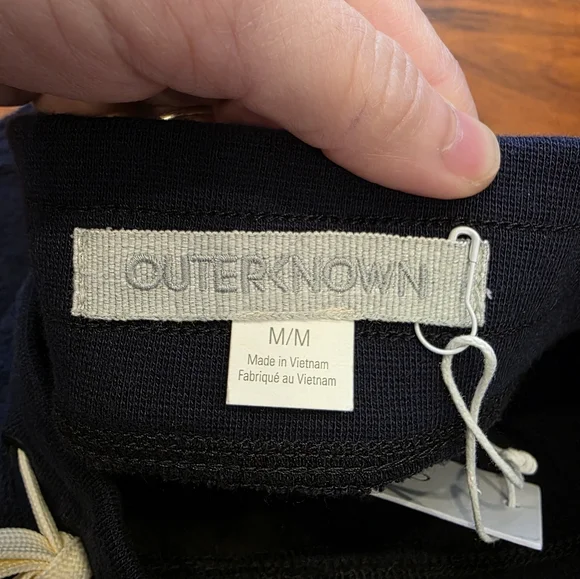 OUTERKNOWN
M/M
Made in Vietnam
Fabriqué au Vietnam